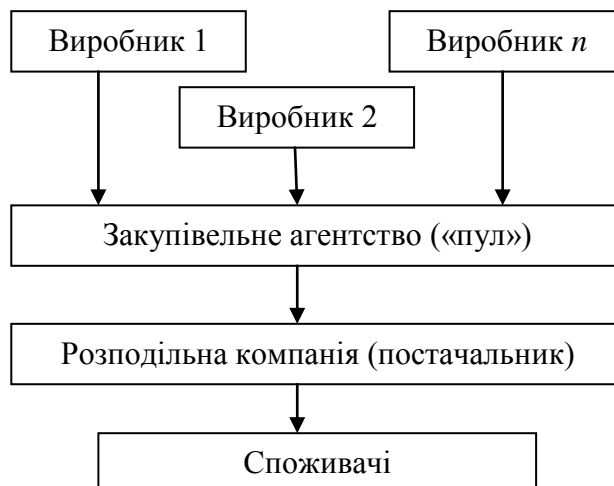 Виробник 1
Виробник n
Виробник 2
Закупівельне агентство («пул»)
Розподільна компанія (постачальник)
Споживачі